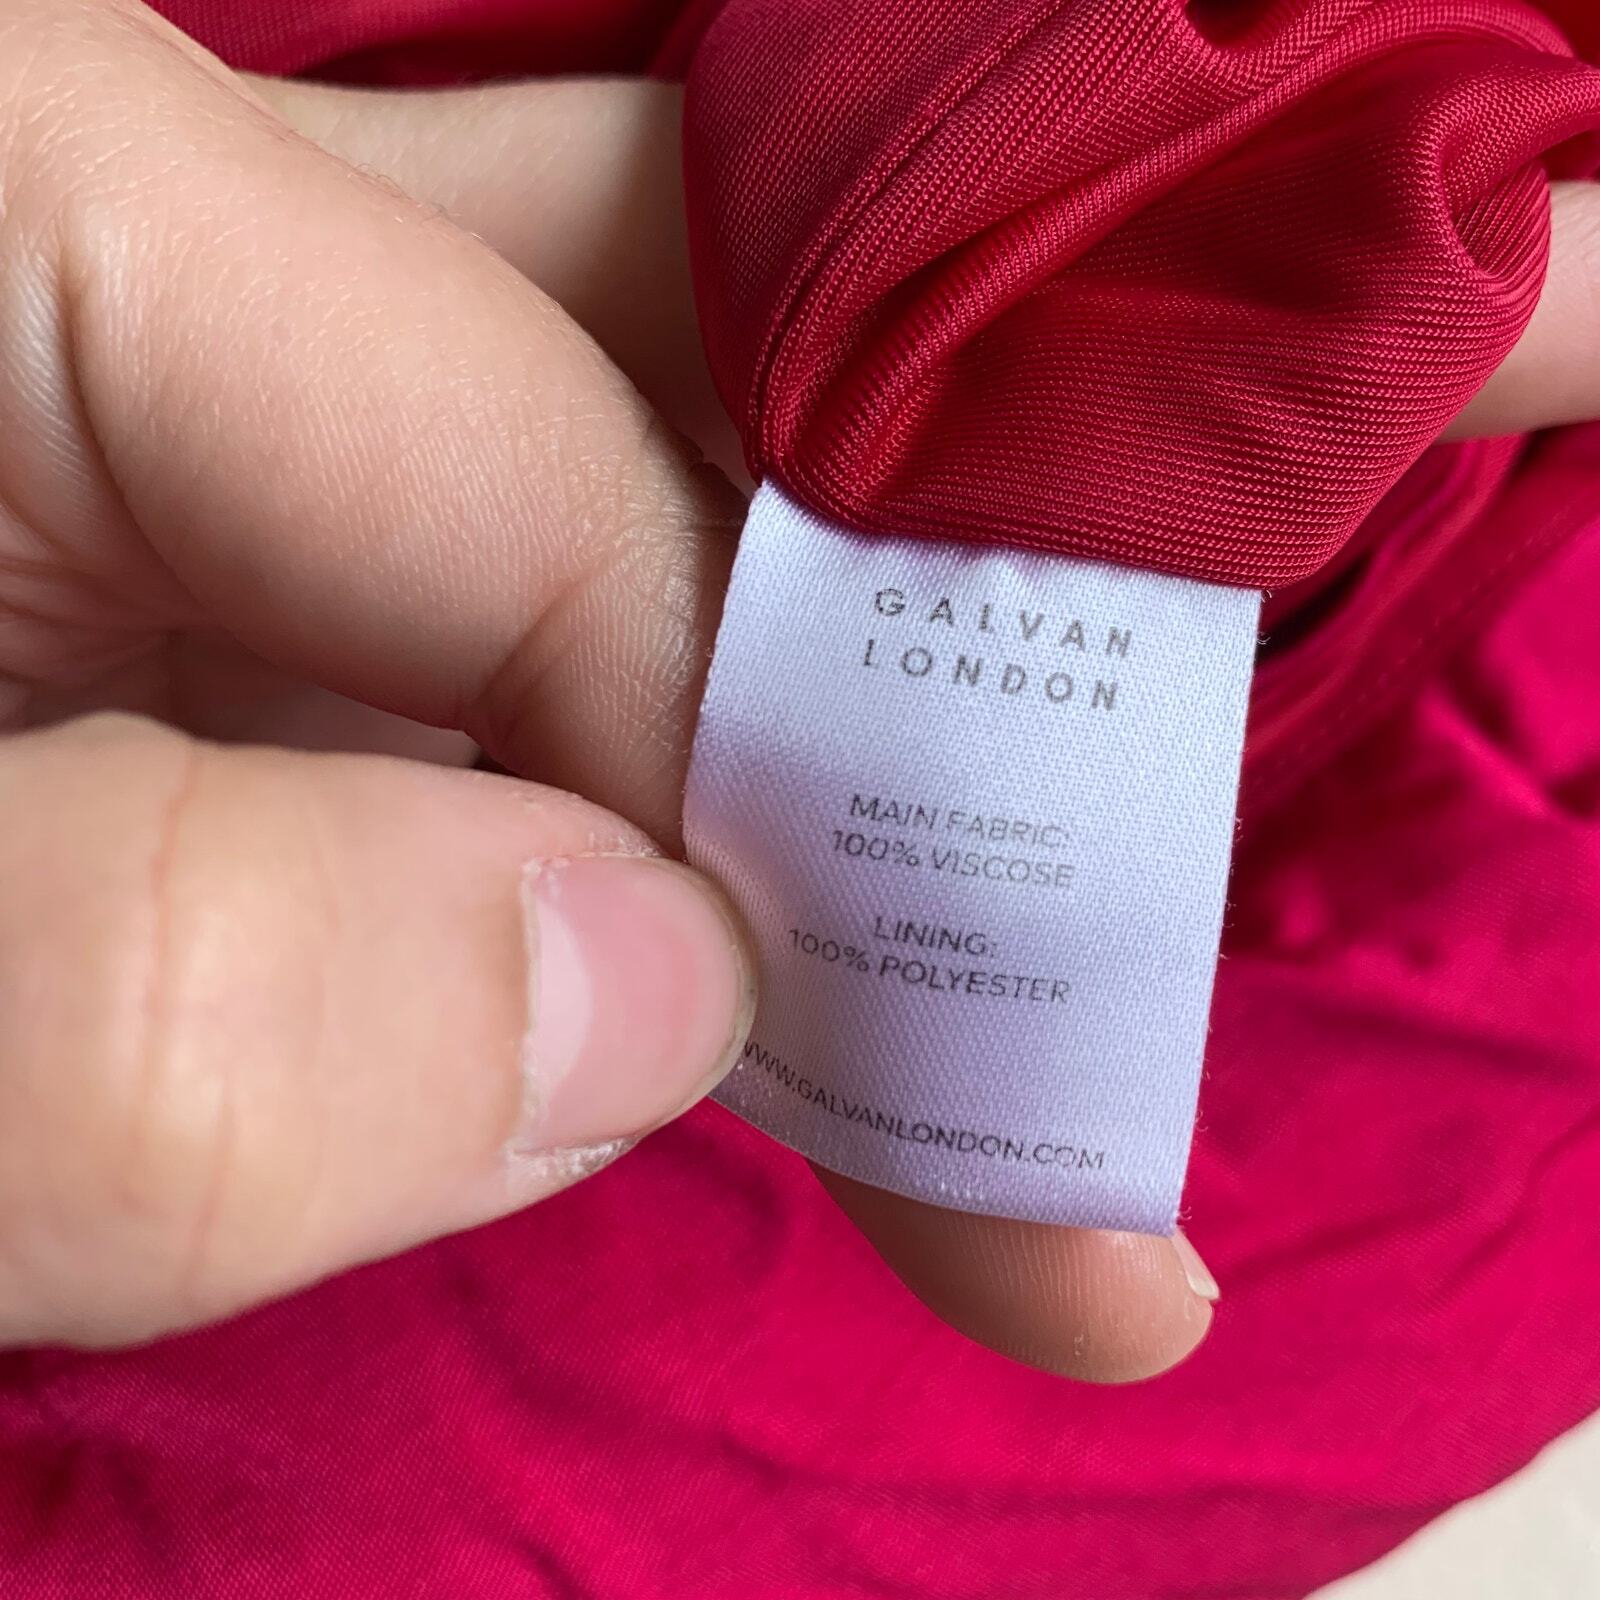 GALVAN
LONDON
MAIN FABRIC:
100% VISCOSE
LINING:
100% POLYESTER
WWW.GALVANLONDON.COM